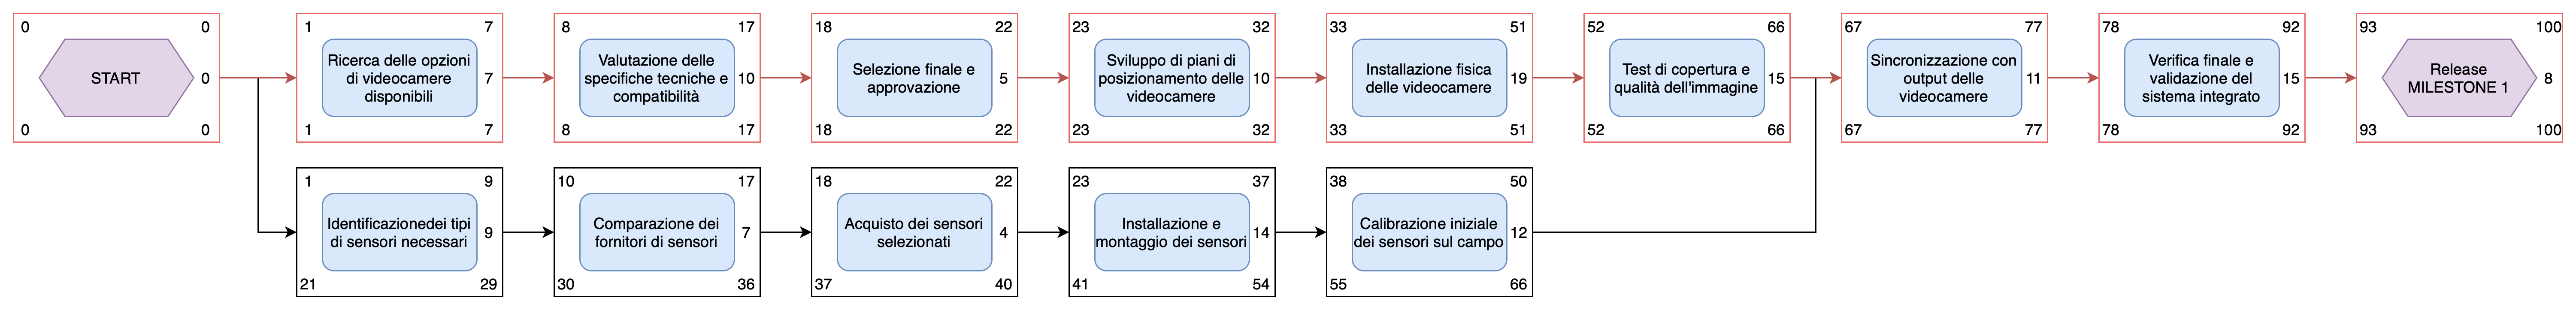 0 0
START 0
0 0
1 7
Ricerca delle opzioni
di videocamere
disponibili
7
1 7
8 17
Valutazione delle
specifiche tecniche e
compatibilità
10
8 17
18 22
Selezione finale e
approvazione
5
18 22
23 32
Sviluppo di piani di
posizionamento delle
videocamere
10
23 32
33 51
Installazione fisica
delle videocamere
19
33 51
52 66
Test di copertura e
qualità dell'immagine
15
52 66
67 77
Sincronizzazione con
output delle
videocamere
11
67 77
78 92
Verifica finale e
validazione del
sistema integrato
15
78 92
93 100
Release
MILESTONE 1
8
93 100
1 9
Identificazionedei tipi
di sensori necessari
9
21 29
10 17
Comparazione dei
fornitori di sensori
7
30 36
18 22
Acquisto dei sensori
selezionati
4
37 40
23 37
Installazione e
montaggio dei sensori
14
41 54
38 50
Calibrazione iniziale
dei sensori sul campo
12
55 66